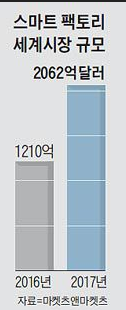 스마트 팩토리
세계시장 규모
2062억달러
1210억
2016년 2017년
자료=마켓츠앤마켓츠